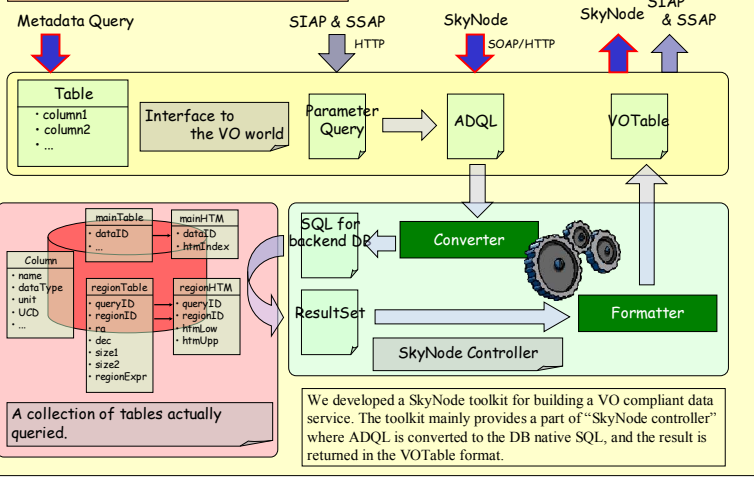 Metadata Query
SIAP & SSAP
HTTP
SkyNode
SOAP/HTTP
SkyNode
SIAP
& SSAP
Table
• column1
• column2
• ...
Interface to
the VO world
Parameter
Query
ADQL
VOTable
mainTable
• dataID
• ...
mainHTM
• dataID
• htmIndex
Column
• name
• dataType
• unit
• UCD
• ...
regionTable
• queryID
• regionID
• ra
• dec
• size1
• size2
• regionExpr
regionHTM
• queryID
• regionID
• htmLow
• htmUpp
A collection of tables actually
queried.
SQL for
backend DB
Converter
ResultSet
Formatter
SkyNode Controller
We developed a SkyNode toolkit for building a VO compliant data
service. The toolkit mainly provides a part of “SkyNode controller”
where ADQL is converted to the DB native SQL, and the result is
returned in the VOTable format.